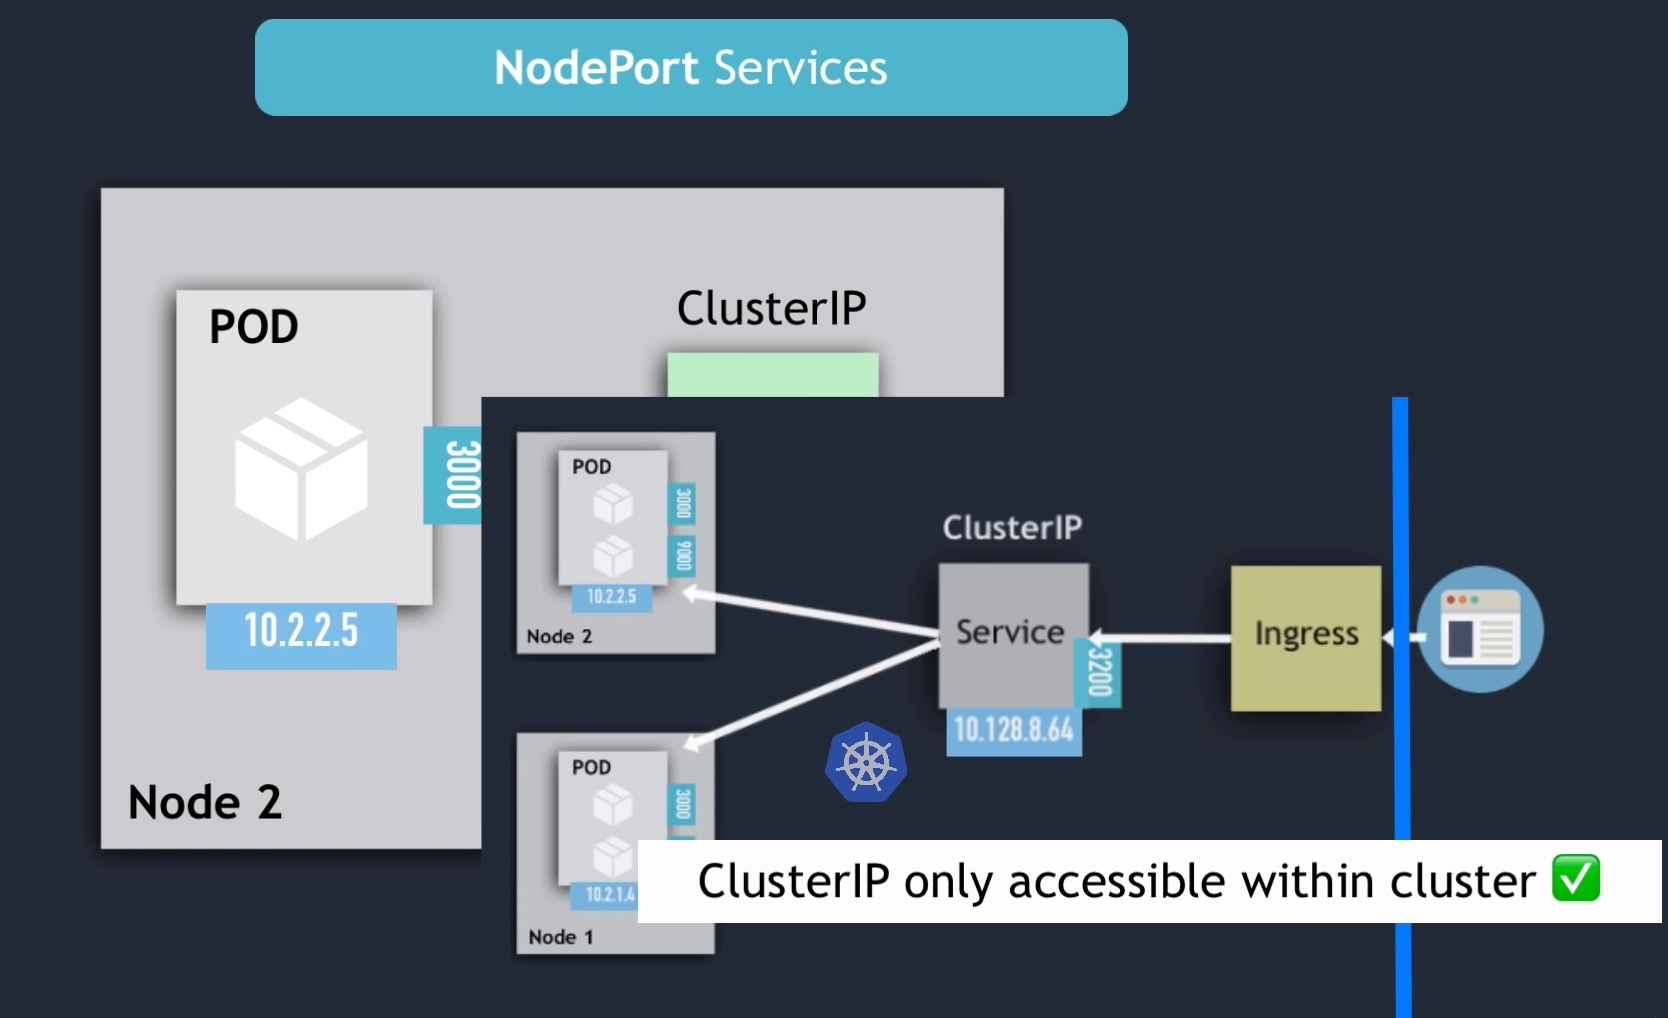 NodePort Services
POD
ClusterIP
3000
10.2.2.5
Node 2
POD
3000
9000
10.2.2.5
Node 2
ClusterIP
Service
3200
10.128.8.64
Ingress
POD
3000
10.2.1.4
Node 1
ClusterIP only accessible within cluster ✅